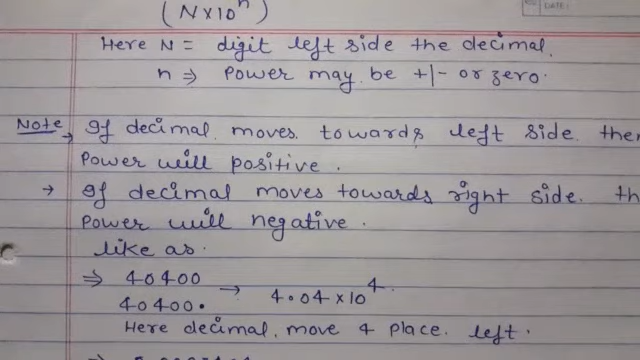 DATE:
(N×10ⁿ)
Here N = digit left side the decimal.
n ⇒ Power may be +/- or zero.
Note → If decimal moves towards left side then
Power will positive.
→ If decimal moves towards right side. th
Power will negative.
like as.
⇒ 40400
40400. → 4.04×10⁴.
Here decimal, move 4 place left.